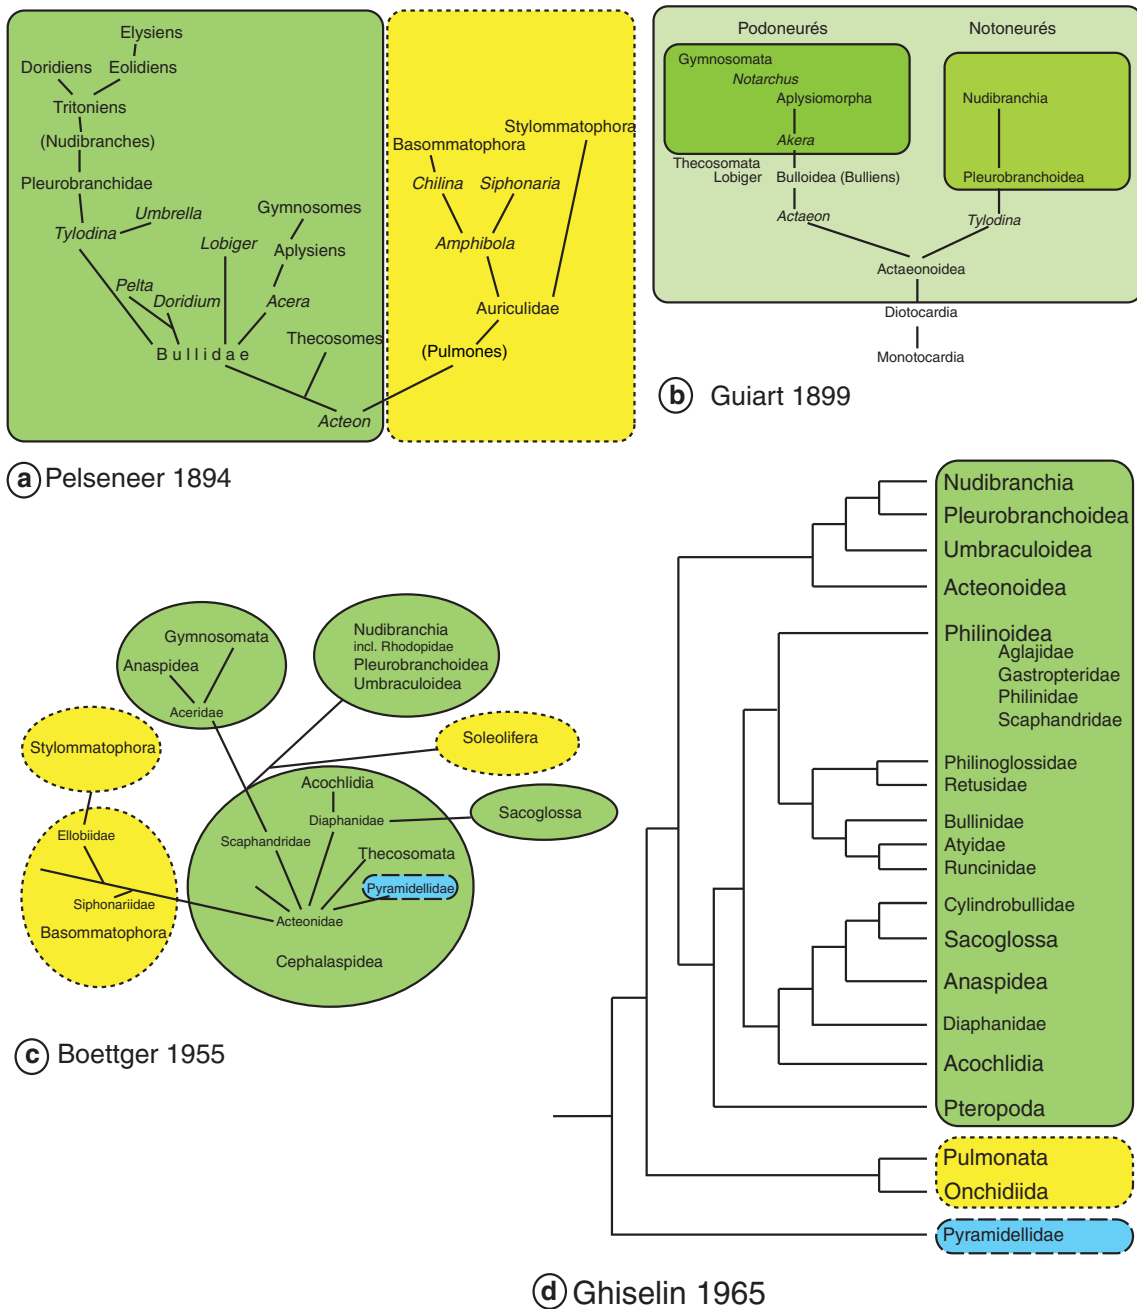 Elysiens
Doridiens Eolidiens
Tritoniens
(Nudibranches)
Pleurobranchidae
Umbrella
Tylodina
Gymnosomes
Lobiger
Aplysiens
Pelta
Doridium
Acera
Thecosomes
Bullidae
Acteon
Stylommatophora
Basommatophora
Chilina Siphonaria
Amphibola
Auriculidae
(Pulmones)
a Pelseneer 1894
Podoneurés Notoneurés
Gymnosomata
Notarchus
Aplysiomorpha Nudibranchia
Akera
Thecosomata
Lobiger Bulloidea (Bulliens) Pleurobranchoidea
Actaeon Tylodina
Actaeonoidea
Diotocardia
Monotocardia
b Guiart 1899
Gymnosomata
Anaspidea
Aceridae
Nudibranchia
incl. Rhodopidae
Pleurobranchoidea
Umbraculoidea
Stylommatophora
Soleolifera
Acochlidia
Diaphanidae
Sacoglossa
Scaphandridae
Thecosomata
Pyramidellidae
Acteonidae
Cephalaspidea
Ellobiidae
Siphonariidae
Basommatophora
c Boettger 1955
Nudibranchia
Pleurobranchoidea
Umbraculoidea
Acteonoidea
Philinoidea
Aglajidae
Gastropteridae
Philinidae
Scaphandridae
Philinoglossidae
Retusidae
Bullinidae
Atyidae
Runcinidae
Cylindrobullidae
Sacoglossa
Anaspidea
Diaphanidae
Acochlidia
Pteropoda
Pulmonata
Onchidiida
Pyramidellidae
d Ghiselin 1965